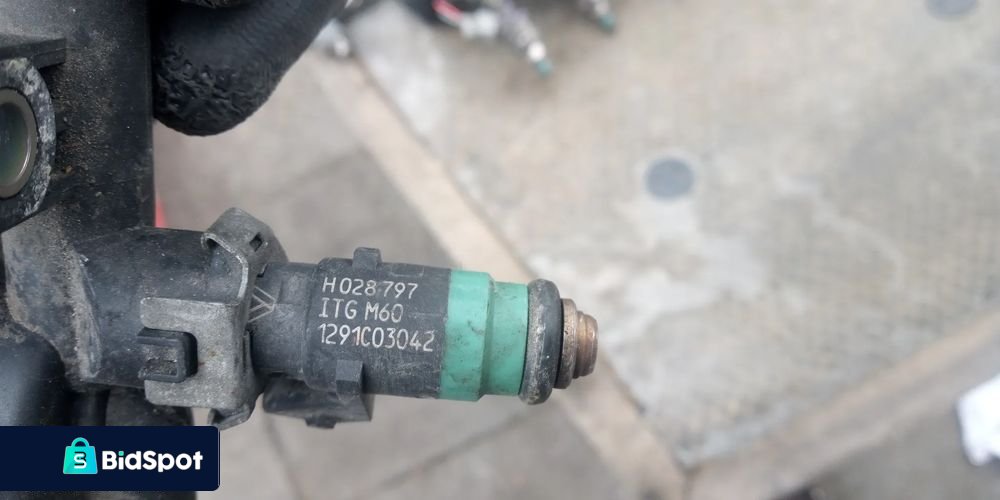 H028797
ITG M60
1291C03042
BidSpot